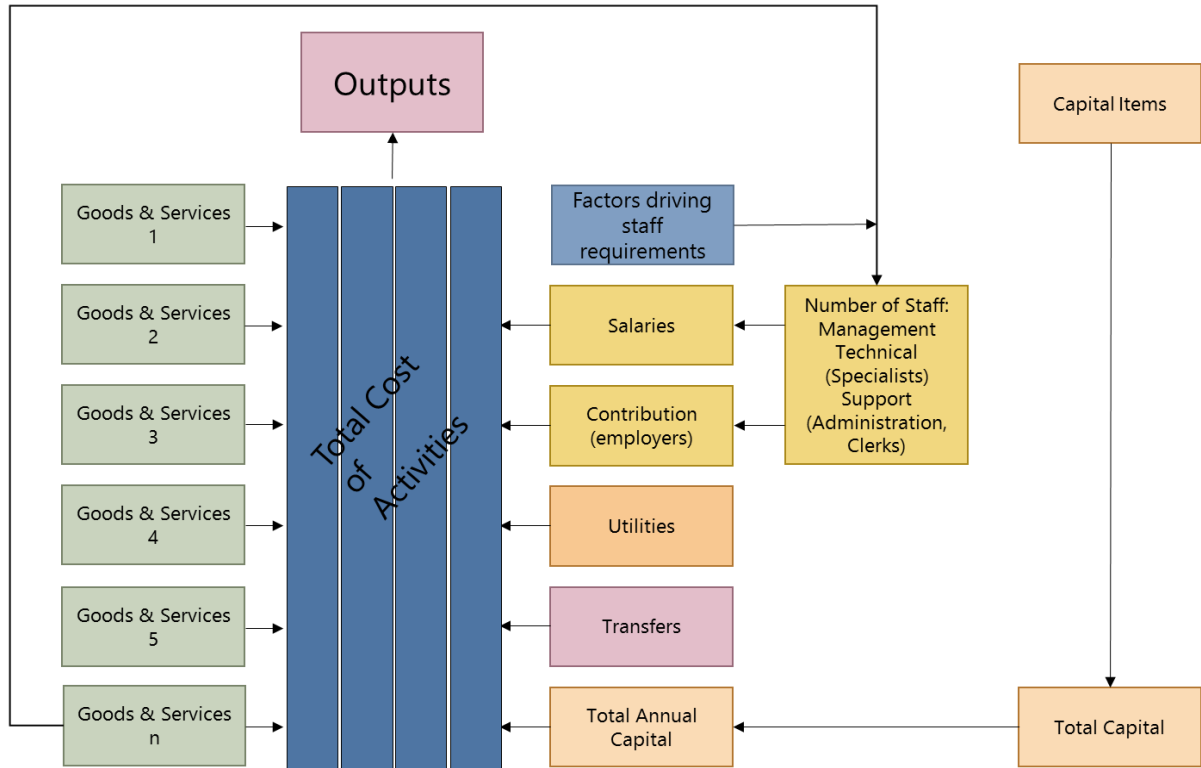 Outputs
Capital Items
Goods & Services
1
Factors driving
staff
requirements
Goods & Services
2
Salaries
Number of Staff:
Management
Technical
(Specialists)
Support
(Administration,
Clerks)
Goods & Services
3
Total Cost
of
Activities
Contribution
(employers)
Goods & Services
4
Utilities
Goods & Services
5
Transfers
Goods & Services
n
Total Annual
Capital
Total Capital